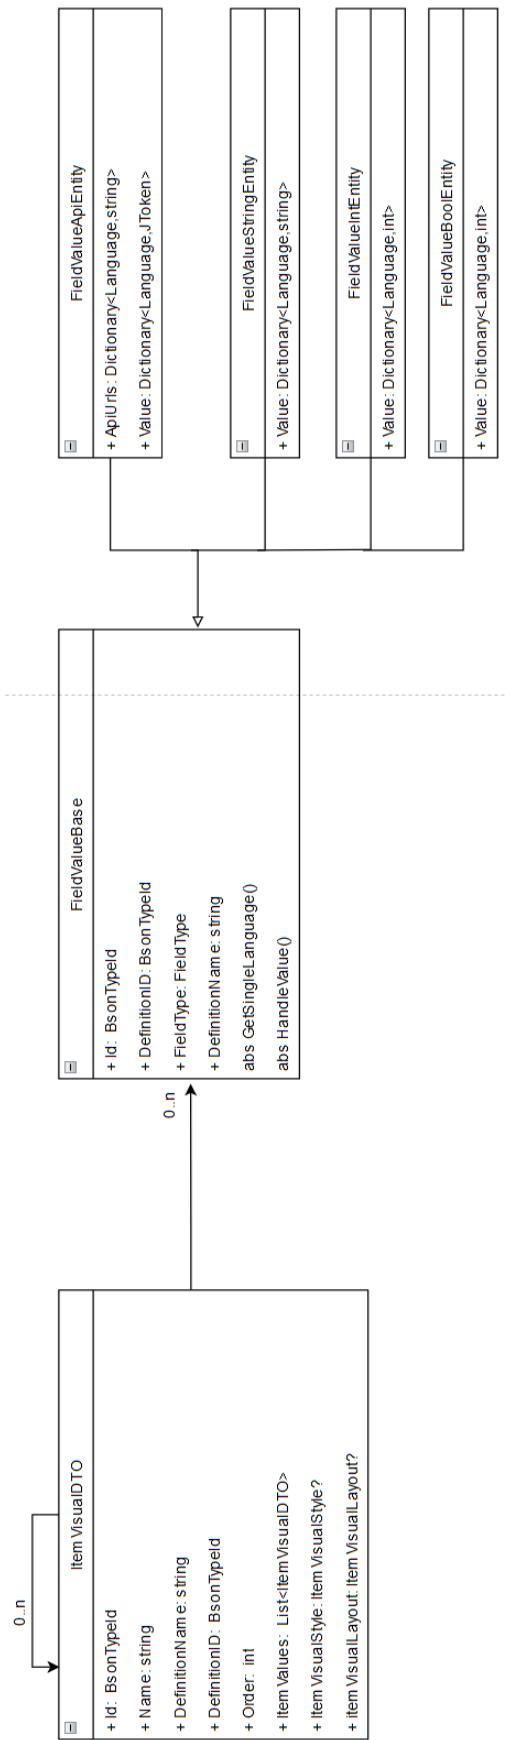 ItemVisualDTO
+ Id: BsonTypeId
+ Name: string
+ DefinitionName: string
+ DefinitionID: BsonTypeId
+ Order: int
+ ItemValues: List<ItemVisualDTO>
+ ItemVisualStyle: ItemVisualStyle?
+ itemVisualLayout: ItemVisualLayout?
0..n
0..n
FieldValueBase
+ Id: BsonTypeId
+ DefinitionID: BsonTypeId
+ FieldType: FieldType
+ DefinitionName: string
abs GetSingleLanguage()
abs HandleValue()
FieldValueApiEntity
+ ApiUrls: Dictionary<Language,string>
+ Value: Dictionary<Language,JToken>
FieldValueStringEntity
+ Value: Dictionary<Language,string>
FieldValueIntEntity
+ Value: Dictionary<Language,int>
FieldValueBoolEntity
+ Value: Dictionary<Language,int>